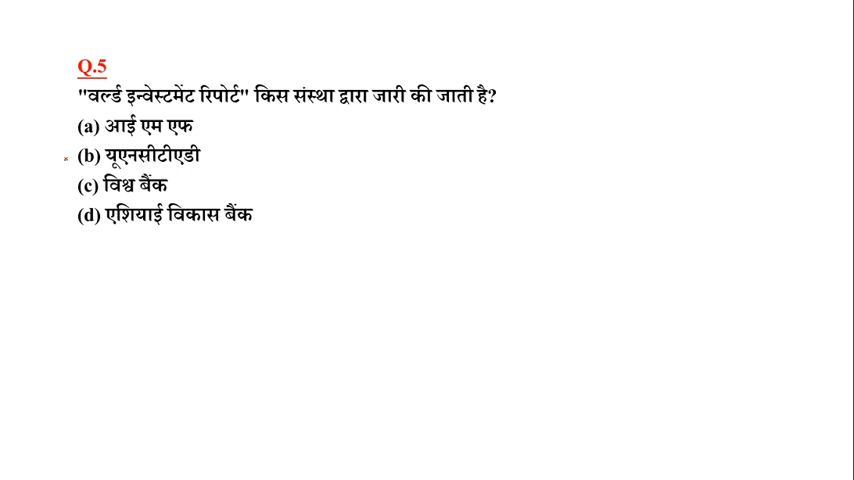 Q.5
"वर्ल्ड इन्वेस्टमेंट रिपोर्ट" किस संस्था द्वारा जारी की जाती है?
(a) आई एम एफ
(b) यूएनसीटीएडी
(c) विश्व बैंक
(d) एशियाई विकास बैंक